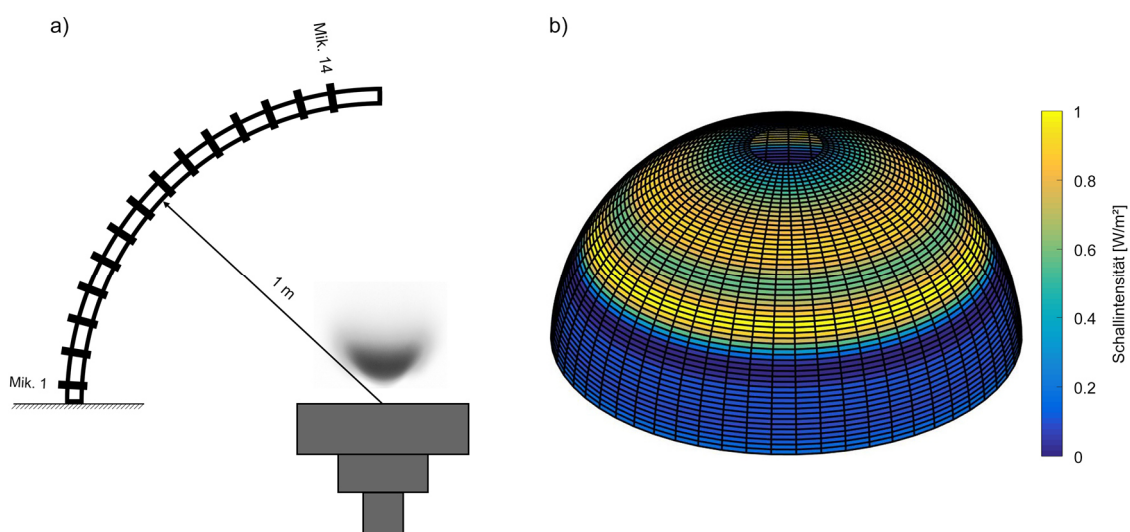 a)
Mik. 14
Mik. 1
1 m
b)
1
0.8
0.6
0.4
0.2
0
Schallintensität [W/m²]